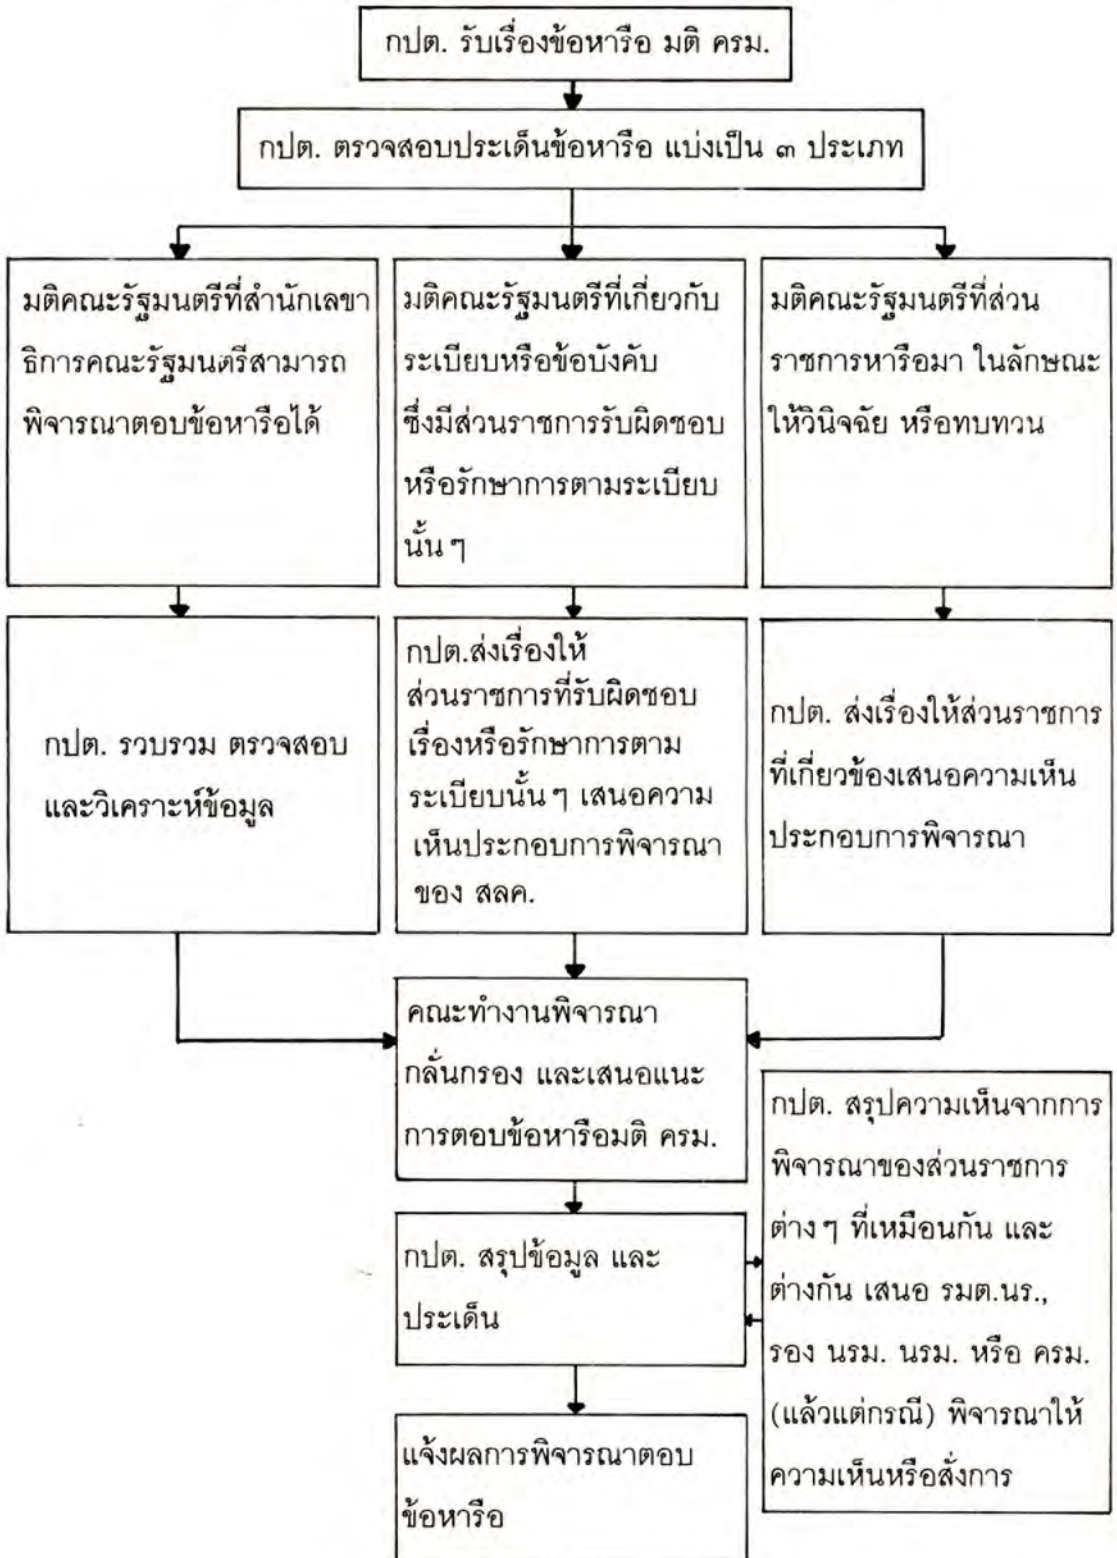 กปต. รับเรื่องข้อหารือ มติ ครม.
กปต. ตรวจสอบประเด็นข้อหารือ แบ่งเป็น ๓ ประเภท
มติคณะรัฐมนตรีที่สำนักเลขา
ธิการคณะรัฐมนตรีสามารถ
พิจารณาตอบข้อหารือได้
มติคณะรัฐมนตรีที่เกี่ยวกับ
ระเบียบหรือข้อบังคับ
ซึ่งมีส่วนราชการรับผิดชอบ
หรือรักษาการตามระเบียบ
นั้นๆ
มติคณะรัฐมนตรีที่ส่วน
ราชการหารือมา ในลักษณะ
ให้วินิจฉัย หรือทบทวน
กปต. รวบรวม ตรวจสอบ
และวิเคราะห์ข้อมูล
กปต.ส่งเรื่องให้
ส่วนราชการที่รับผิดชอบ
เรื่องหรือรักษาการตาม
ระเบียบนั้นๆ เสนอความ
เห็นประกอบการพิจารณา
ของ สลค.
กปต. ส่งเรื่องให้ส่วนราชการ
ที่เกี่ยวข้องเสนอความเห็น
ประกอบการพิจารณา
คณะทำงานพิจารณา
กลั่นกรอง และเสนอแนะ
การตอบข้อหารือมติ ครม.
กปต. สรุปข้อมูล และ
ประเด็น
กปต. สรุปความเห็นจากการ
พิจารณาของส่วนราชการ
ต่างๆ ที่เหมือนกัน และ
ต่างกัน เสนอ รมต.นร.,
รอง นรม. นรม. หรือ ครม.
(แล้วแต่กรณี) พิจารณาให้
ความเห็นหรือสั่งการ
แจ้งผลการพิจารณาตอบ
ข้อหารือ